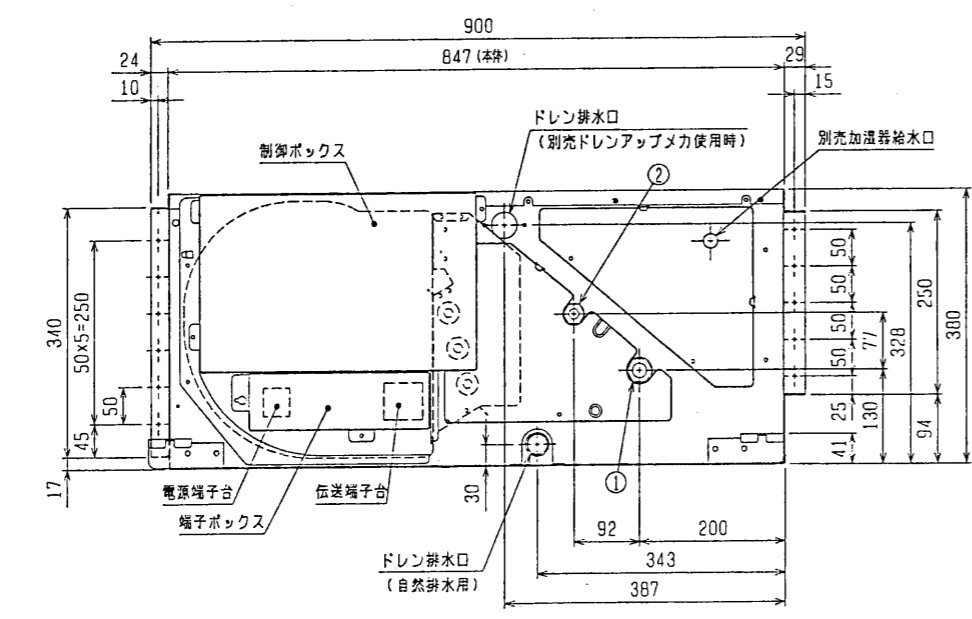 900
24
847 (本体)
29
10
15
ドレン排水口
(別売ドレンアップメカ使用時)
別売加湿器給水口
制御ボックス
②
340
50x5=250
50
45
17
50
50
50
50
25
41
77
130
328
250
94
380
30
①
電源端子台
伝送端子台
端子ボックス
92
200
ドレン排水口
(自然排水用)
343
387